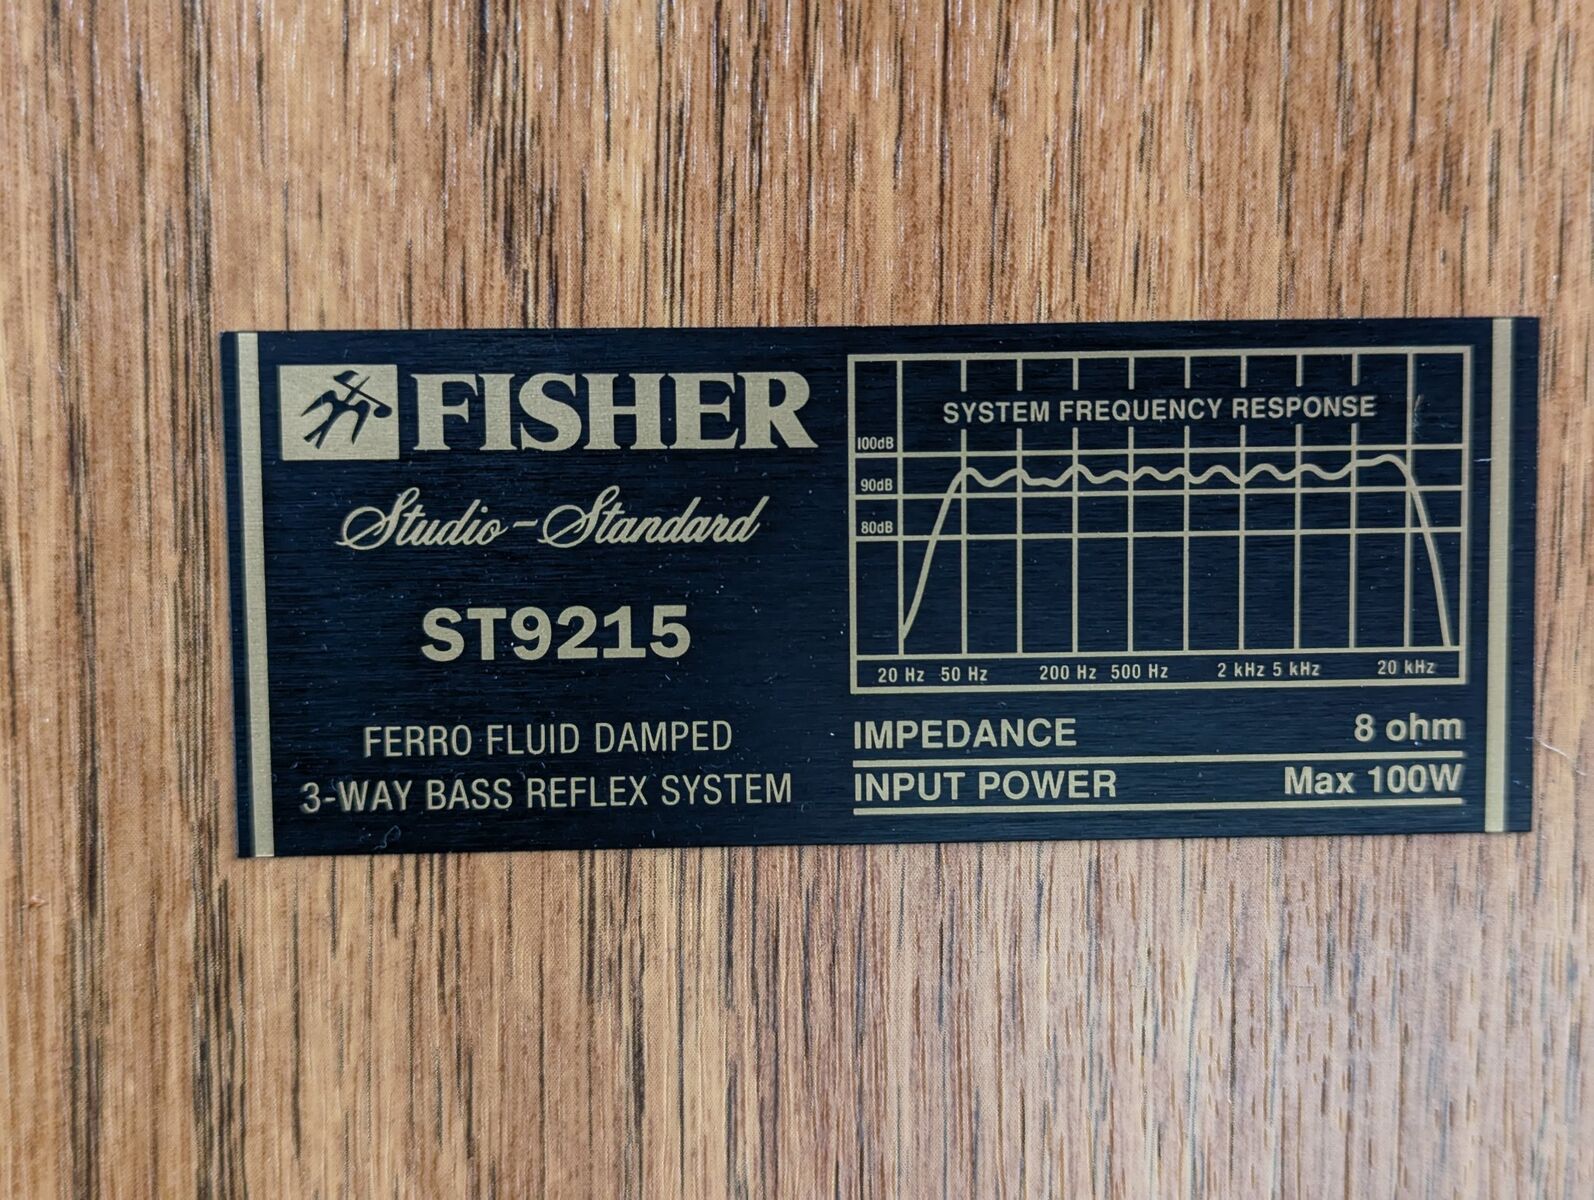 FISHER
Studio-Standard
ST9215
FERRO FLUID DAMPED
3-WAY BASS REFLEX SYSTEM
SYSTEM FREQUENCY RESPONSE
100dB
90dB
80dB
20 Hz 50 Hz 200 Hz 500 Hz 2 kHz 5 kHz 20 kHz
IMPEDANCE 8 ohm
INPUT POWER Max 100W